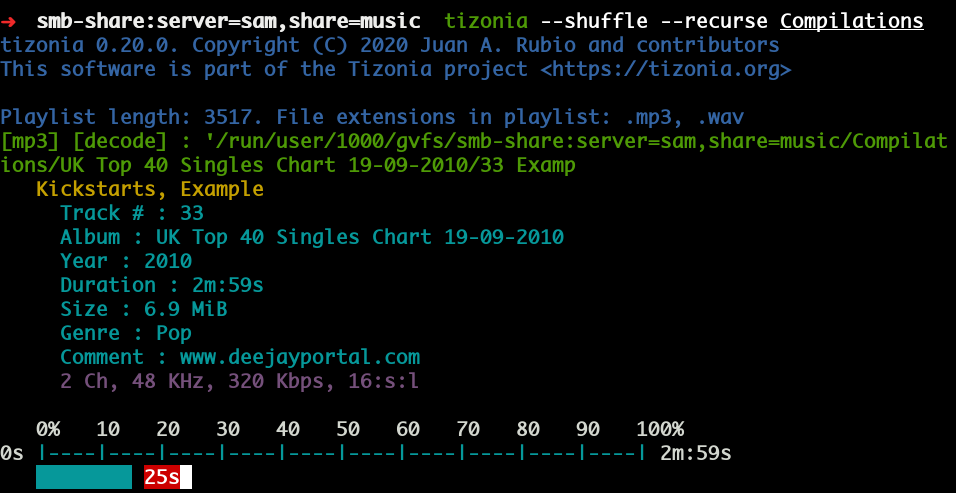 ➜  smb-share:server=sam,share=music  tizonia --shuffle --recurse Compilations
tizonia 0.20.0. Copyright (C) 2020 Juan A. Rubio and contributors
This software is part of the Tizonia project <https://tizonia.org>
Playlist length: 3517. File extensions in playlist: .mp3, .wav
[mp3] [decode] : '/run/user/1000/gvfs/smb-share:server=sam,share=music/Compilat
ions/UK Top 40 Singles Chart 19-09-2010/33 Examp
Kickstarts, Example
Track # : 33
Album : UK Top 40 Singles Chart 19-09-2010
Year : 2010
Duration : 2m:59s
Size : 6.9 MiB
Genre : Pop
Comment : www.deejayportal.com
2 Ch, 48 KHz, 320 Kbps, 16:s:l
0%   10   20   30   40   50   60   70   80   90   100%
0s |----|----|----|----|----|----|----|----|----|----| 2m:59s
25s